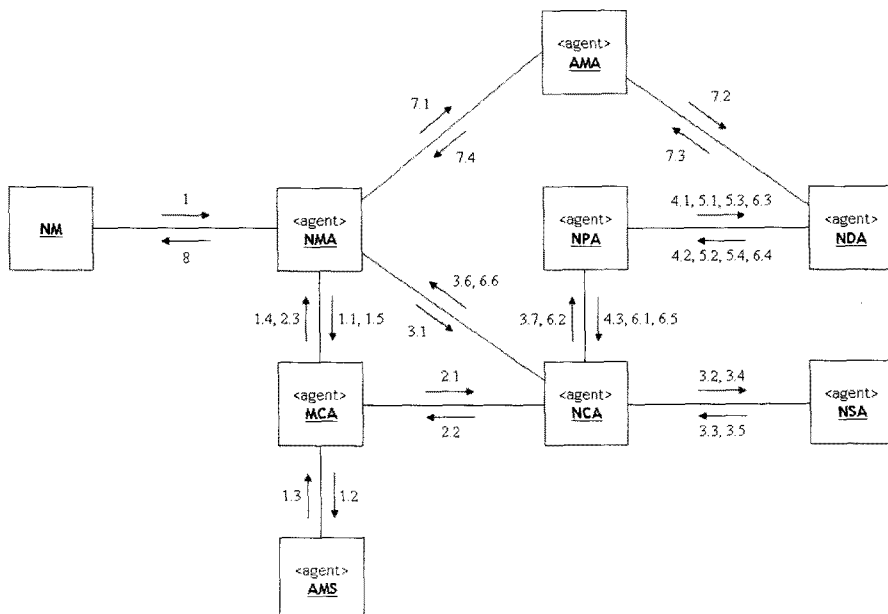 <agent>
AMA
7.1
7.2
7.4
7.3
NM
1
8
<agent>
NMA
<agent>
NPA
4.1, 5.1, 5.3, 6.3
4.2, 5.2, 5.4, 6.4
<agent>
NDA
3.6, 6.6
3.1
1.4, 2.3
1.1, 1.5
3.7, 6.2
4.3, 6.1, 6.5
<agent>
MCA
2.1
2.2
<agent>
NCA
3.2, 3.4
3.3, 3.5
<agent>
NSA
1.3
1.2
<agent>
AMS